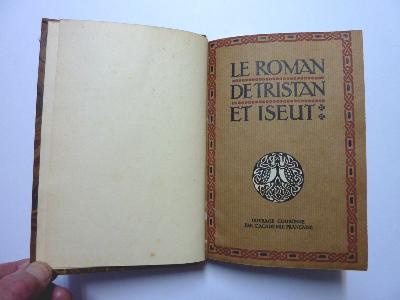 LE ROMAN
DE TRISTAN
ET ISEUT
OUVRAGE COURONNÉ
PAR L'ACADÉMIE FRANÇAISE